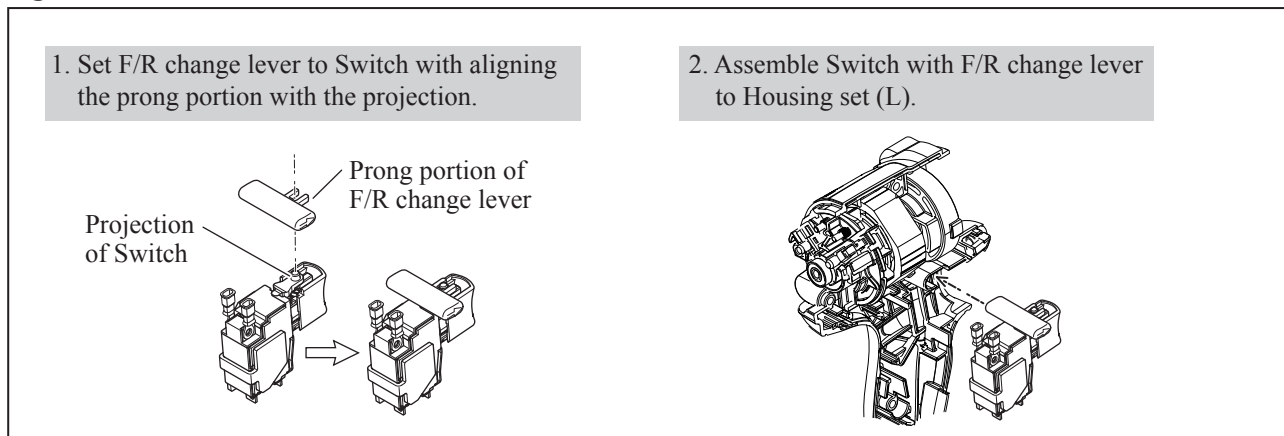 1. Set F/R change lever to Switch with aligning
the prong portion with the projection.
Prong portion of
F/R change lever
Projection
of Switch
2. Assemble Switch with F/R change lever
to Housing set (L).